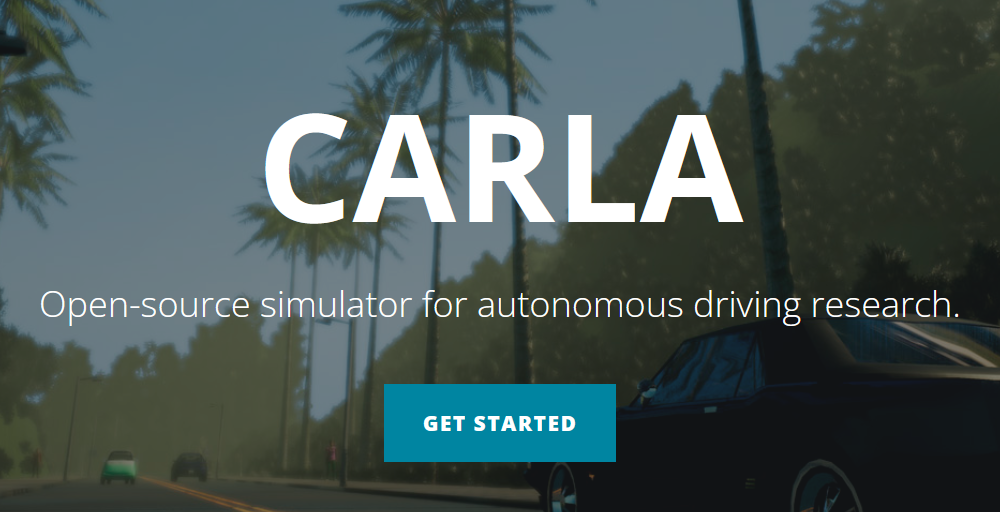 CARLA
Open-source simulator for autonomous driving research.
GET STARTED